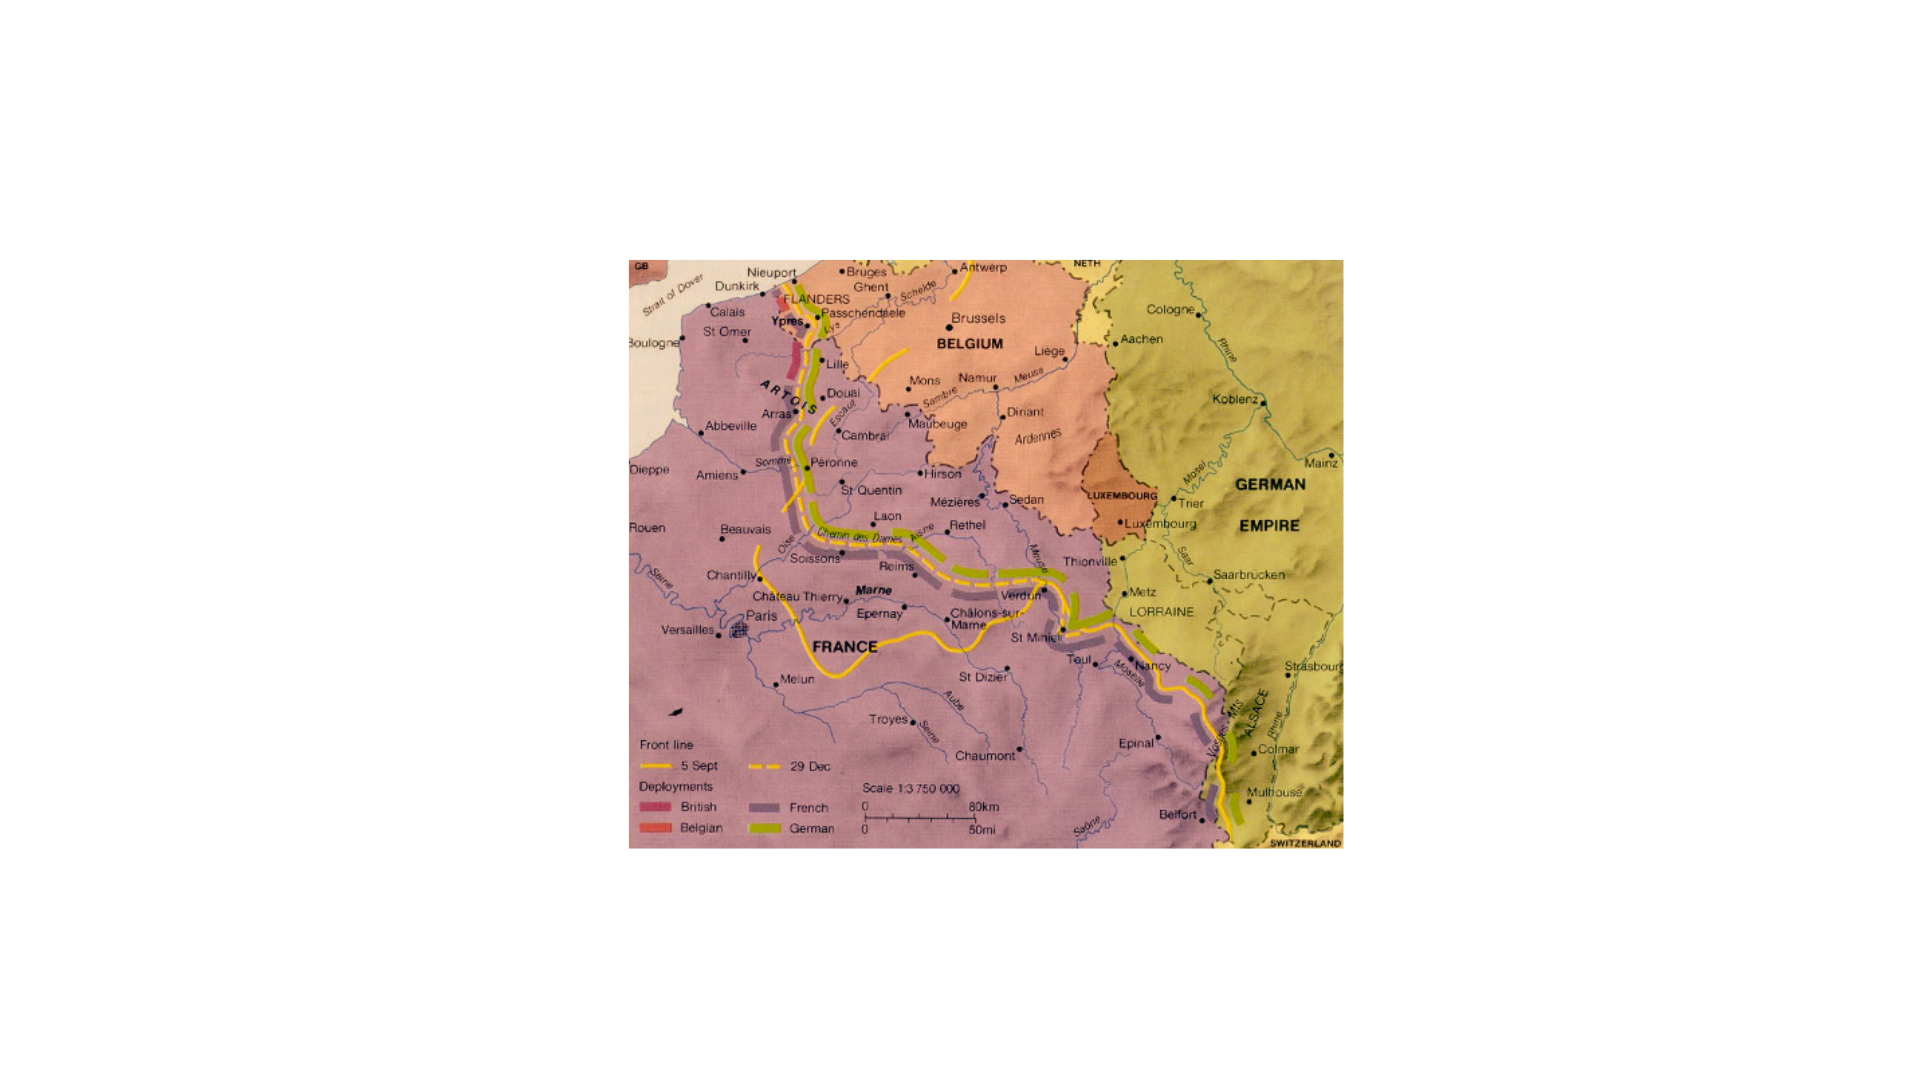 GB
Strait of Dover
Nieuport
Bruges
Antwerp
NETH
Dunkirk
Ghent
Schelde
FLANDERS
Calais
Passchendaele
Ypres
Lys
Brussels
Cologne
St Omer
Boulogne
BELGIUM
Aachen
Rhine
Liège
Lille
Mons
Namur
Meuse
ARTOIS
Douai
Sambre
Koblenz
Arras
Escaut
Dinant
Abbeville
Cambrai
Maubeuge
Ardennes
Somme
Péronne
Mosel
Mainz
Dieppe
Amiens
Hirson
GERMAN
St Quentin
Mézières
Sedan
LUXEMBOURG
Trier
Rouen
Beauvais
Laon
Rethel
Luxembourg
EMPIRE
Oise
Chemin des Dames
Aisne
Soissons
Meuse
Thionville
Saar
Seine
Chantilly
Reims
Saarbrücken
Château Thierry
Marne
Verdun
Metz
Paris
Epernay
Châlons-sur-
Marne
LORRAINE
Versailles
FRANCE
St Miniel
Toul
Nancy
Moselle
Strasbourg
Melun
St Dizier
Aube
Troyes
Seine
Vosges Mts
ALSACE
Rhine
Chaumont
Epinal
Colmar
Front line
5 Sept
29 Dec
Deployments
Scale 1:3 750 000
Mulhouse
British
French
0
80km
Belgian
German
0
50mi
Saône
Belfort
SWITZERLAND